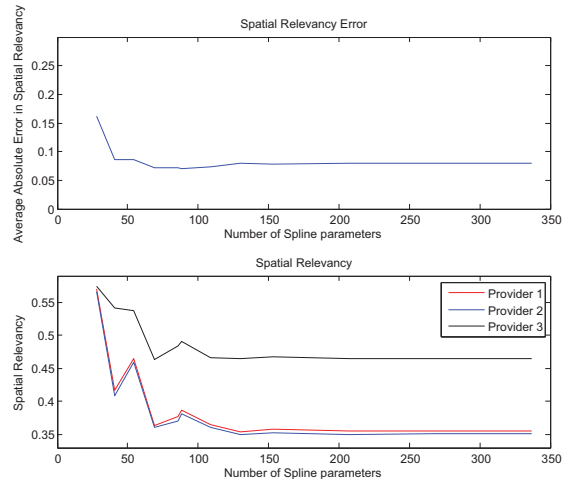 Spatial Relevancy Error
Average Absolute Error in Spatial Relevancy
0.25
0.2
0.15
0.1
0.05
0
0 50 100 150 200 250 300 350
Number of Spline parameters
Spatial Relevancy
Spatial Relevancy
0.55
0.5
0.45
0.4
0.35
Provider 1
Provider 2
Provider 3
0 50 100 150 200 250 300 350
Number of Spline parameters